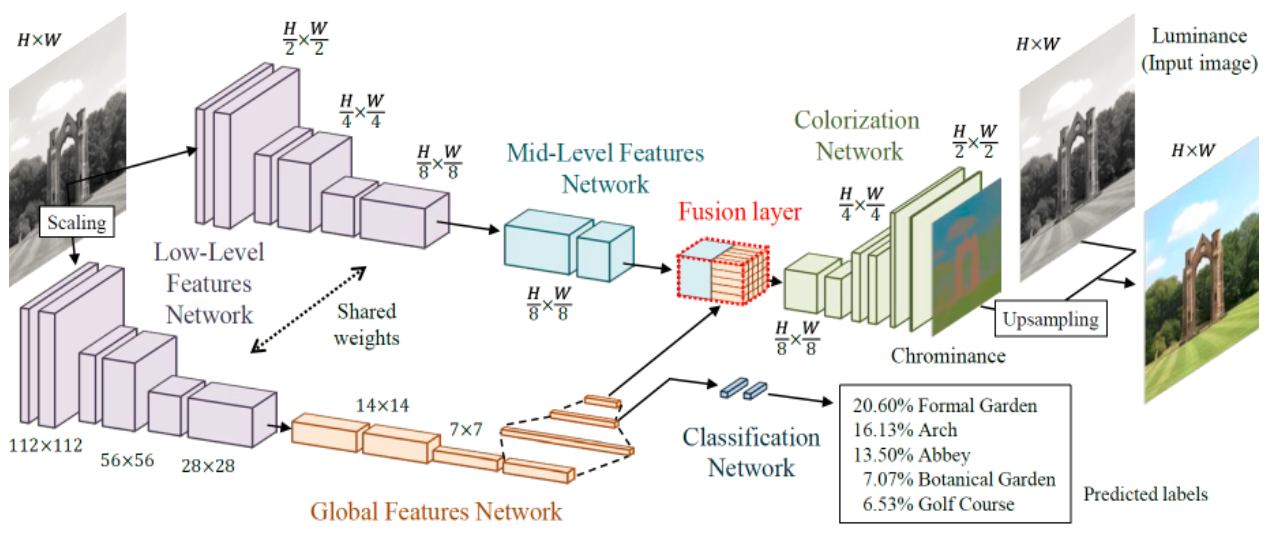 H×W
H/2 × W/2
H/4 × W/4
H/8 × W/8
Scaling
Low-Level
Features
Network
Shared
weights
112×112
56×56
28×28
14×14
7×7
Global Features Network
Mid-Level Features
Network
H/8 × W/8
Fusion layer
Colorization
Network
H/8 × W/8
H/4 × W/4
H/2 × W/2
Chrominance
Classification
Network
20.60% Formal Garden
16.13% Arch
13.50% Abbey
7.07% Botanical Garden
6.53% Golf Course
Predicted labels
H×W
Luminance
(Input image)
Upsampling
H×W